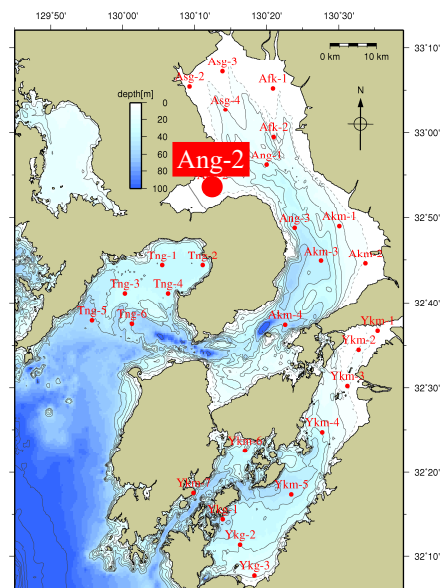 129°50' 130°00' 130°10' 130°20' 130°30'
Asg-3
Asg-2
Afk-1
0 km 10 km
33°10'
depth[m]
0
20
40
60
80
100
Asg-4
N
Afk-2
33°00'
Ang-2
Ang-1
32°50'
Ang-3
Akm-1
Akm-3
Akm-2
Tng-1
Tng-2
Tng-3
Tng-4
32°40'
Tng-5
Tng-6
Akm-4
Ykm-1
Ykm-2
32°30'
Ykm-3
Ykm-4
Ykm-6
32°20'
Ykm-7
Ykm-5
Ykg-1
Ykg-2
32°10'
Ykg-3